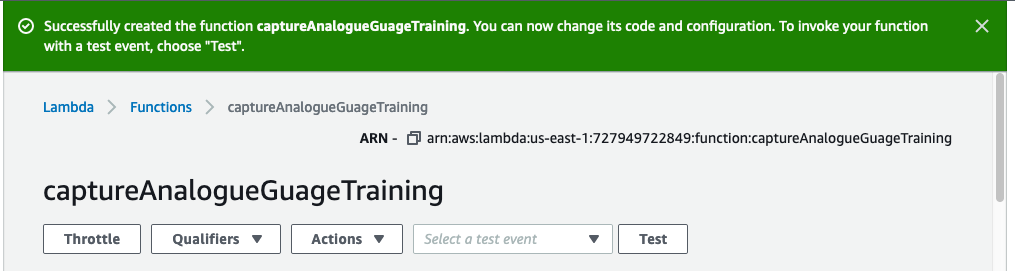 Successfully created the function captureAnalogueGuageTraining. You can now change its code and configuration. To invoke your function
with a test event, choose "Test".
Lambda > Functions > captureAnalogueGuageTraining
ARN - arn:aws:lambda:us-east-1:727949722849:function:captureAnalogueGuageTraining
captureAnalogueGuageTraining
Throttle Qualifiers Actions Select a test event Test